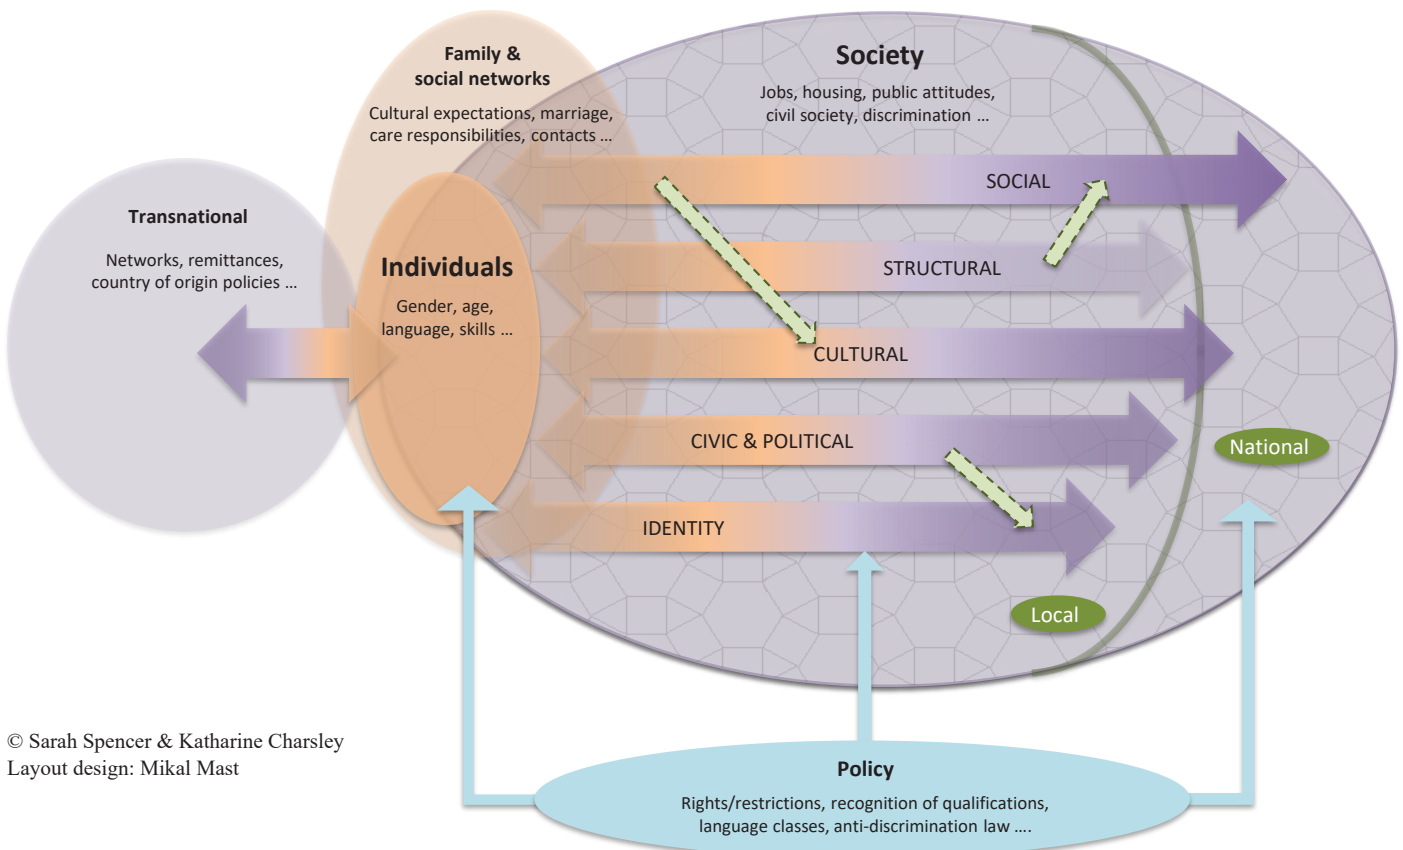 Family &
social networks
Cultural expectations, marriage,
care responsibilities, contacts …
Society
Jobs, housing, public attitudes,
civil society, discrimination …
SOCIAL
Transnational
Networks, remittances,
country of origin policies …
Individuals
Gender, age,
language, skills …
STRUCTURAL
CULTURAL
CIVIC & POLITICAL
National
IDENTITY
Local
© Sarah Spencer & Katharine Charsley
Layout design: Mikal Mast
Policy
Rights/restrictions, recognition of qualifications,
language classes, anti-discrimination law ….